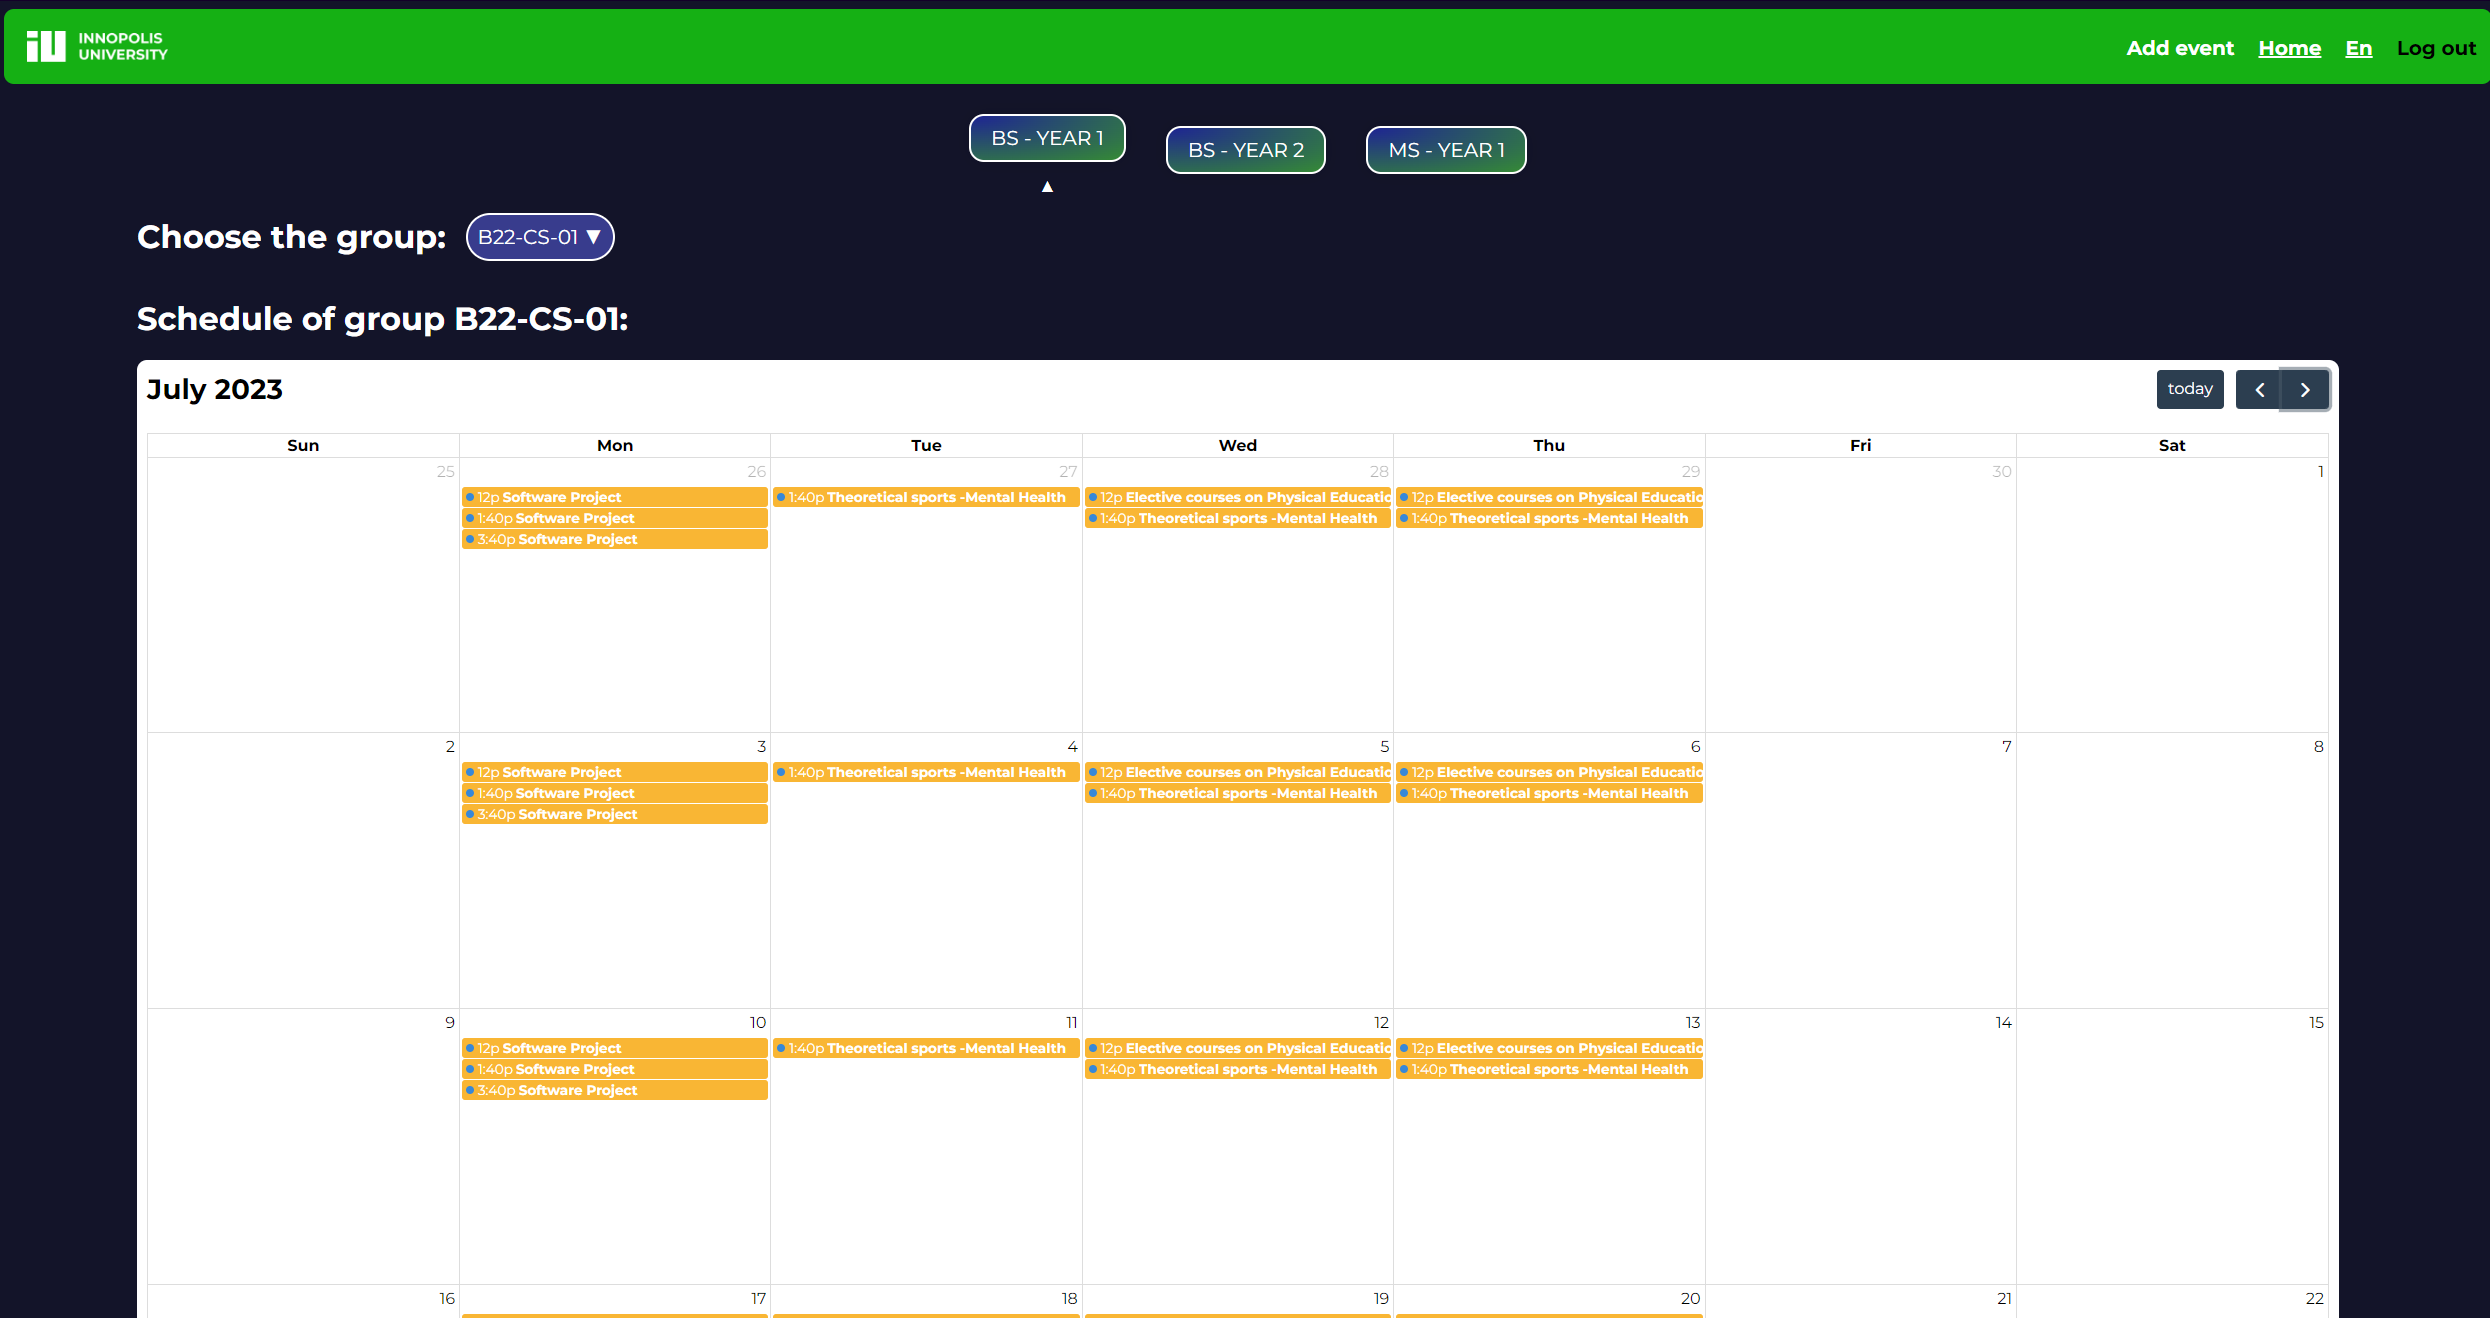 INNOPOLIS
UNIVERSITY
Add event Home En Log out
BS - YEAR 1 BS - YEAR 2 MS - YEAR 1
▲
Choose the group: B22-CS-01 ▼
Schedule of group B22-CS-01:
July 2023 today
Sun Mon Tue Wed Thu Fri Sat
25 26 27 28 29 30 1
12p Software Project 1:40p Theoretical sports -Mental Health 12p Elective courses on Physical Educatio 12p Elective courses on Physical Educatio
1:40p Software Project 1:40p Theoretical sports -Mental Health 1:40p Theoretical sports -Mental Health
3:40p Software Project
2 3 4 5 6 7 8
12p Software Project 1:40p Theoretical sports -Mental Health 12p Elective courses on Physical Educatio 12p Elective courses on Physical Educatio
1:40p Software Project 1:40p Theoretical sports -Mental Health 1:40p Theoretical sports -Mental Health
3:40p Software Project
9 10 11 12 13 14 15
12p Software Project 1:40p Theoretical sports -Mental Health 12p Elective courses on Physical Educatio 12p Elective courses on Physical Educatio
1:40p Software Project 1:40p Theoretical sports -Mental Health 1:40p Theoretical sports -Mental Health
3:40p Software Project
16 17 18 19 20 21 22